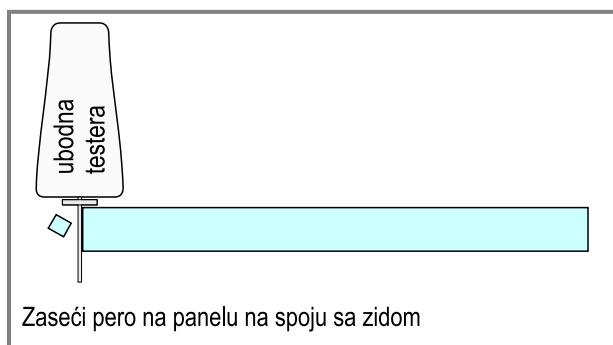 ubodna
testera
Zaseći pero na panelu na spoju sa zidom